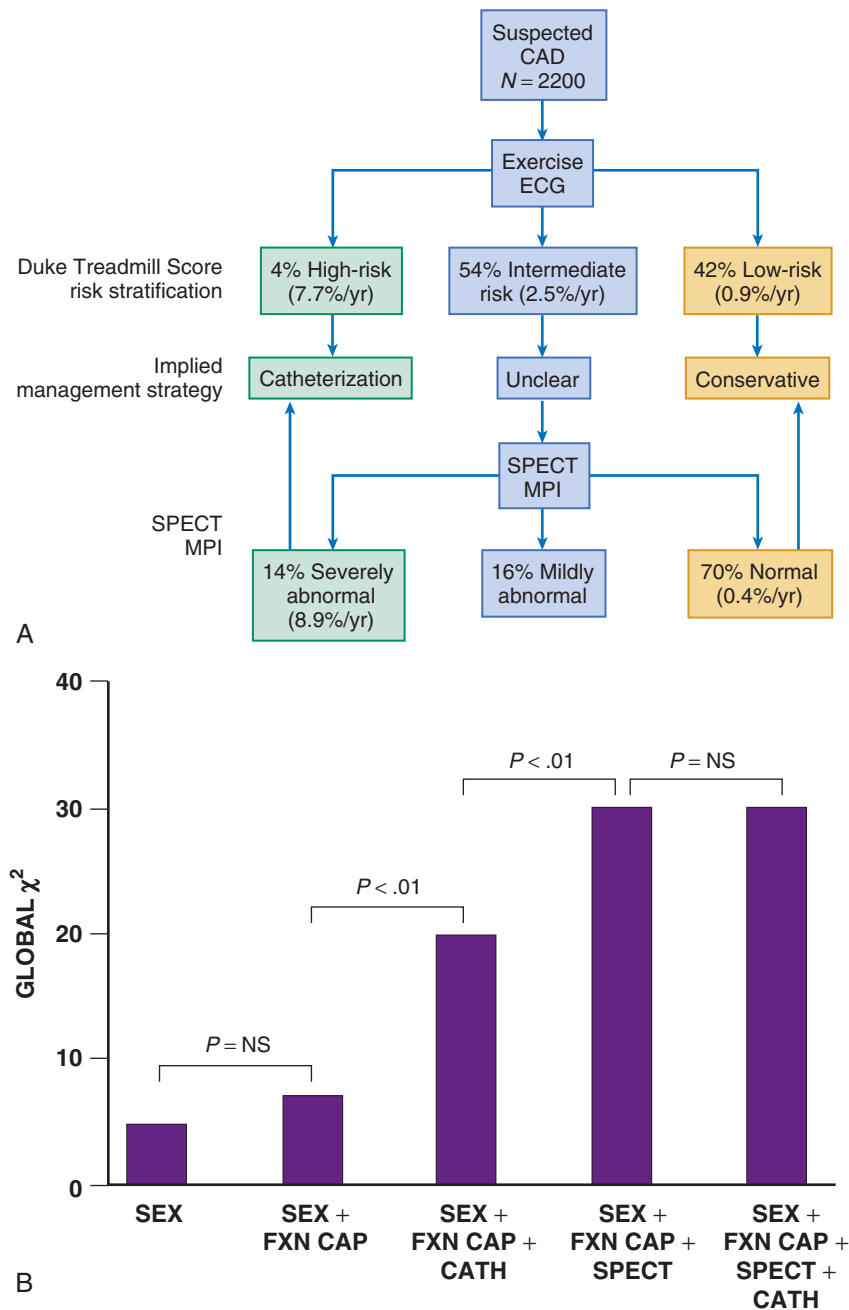 Suspected
CAD
N = 2200
Exercise
ECG
Duke Treadmill Score
risk stratification
4% High-risk
(7.7%/yr)
54% Intermediate
risk (2.5%/yr)
42% Low-risk
(0.9%/yr)
Implied
management strategy
Catheterization
Unclear
Conservative
SPECT
MPI
SPECT
MPI
14% Severely
abnormal
(8.9%/yr)
16% Mildly
abnormal
70% Normal
(0.4%/yr)
A
40
30
20
10
0
GLOBAL χ²
P = NS
P < .01
P < .01
P = NS
SEX
SEX +
FXN CAP
SEX +
FXN CAP +
CATH
SEX +
FXN CAP +
SPECT
SEX +
FXN CAP +
SPECT +
CATH
B